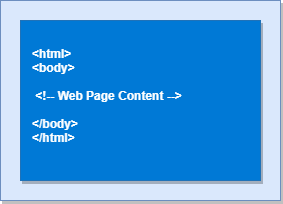 <html>
<body>
<!-- Web Page Content -->
</body>
</html>